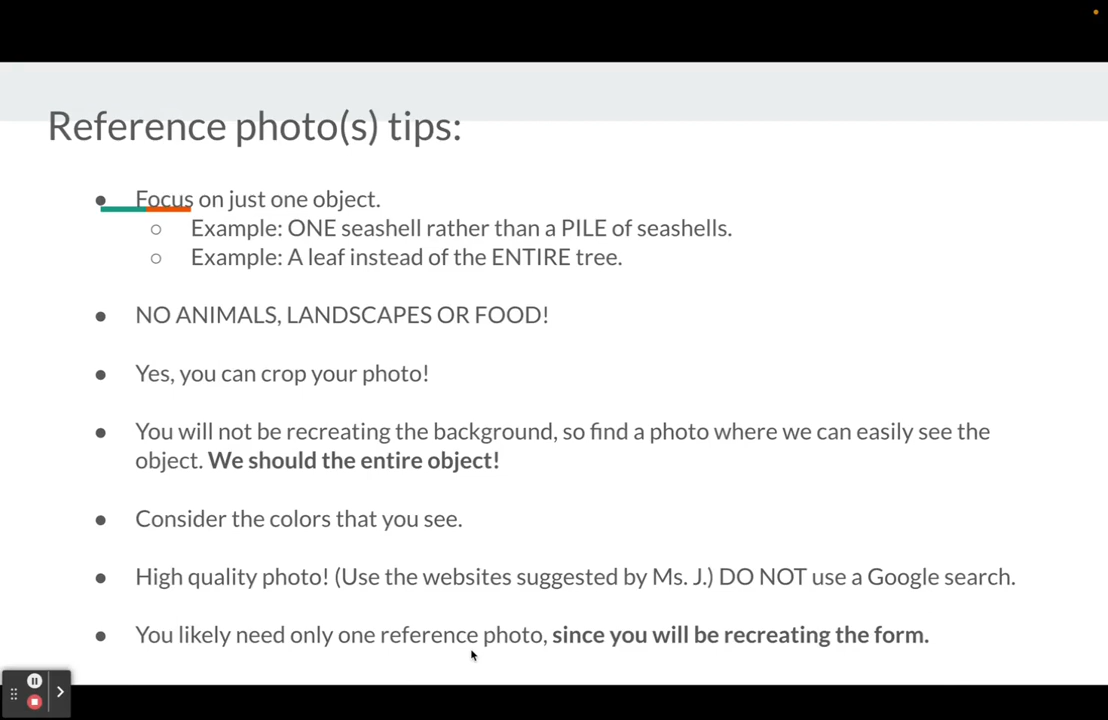 Reference photo(s) tips:
● Focus on just one object.
○ Example: ONE seashell rather than a PILE of seashells.
○ Example: A leaf instead of the ENTIRE tree.
● NO ANIMALS, LANDSCAPES OR FOOD!
● Yes, you can crop your photo!
● You will not be recreating the background, so find a photo where we can easily see the
object. We should the entire object!
● Consider the colors that you see.
● High quality photo! (Use the websites suggested by Ms. J.) DO NOT use a Google search.
● You likely need only one reference photo, since you will be recreating the form.